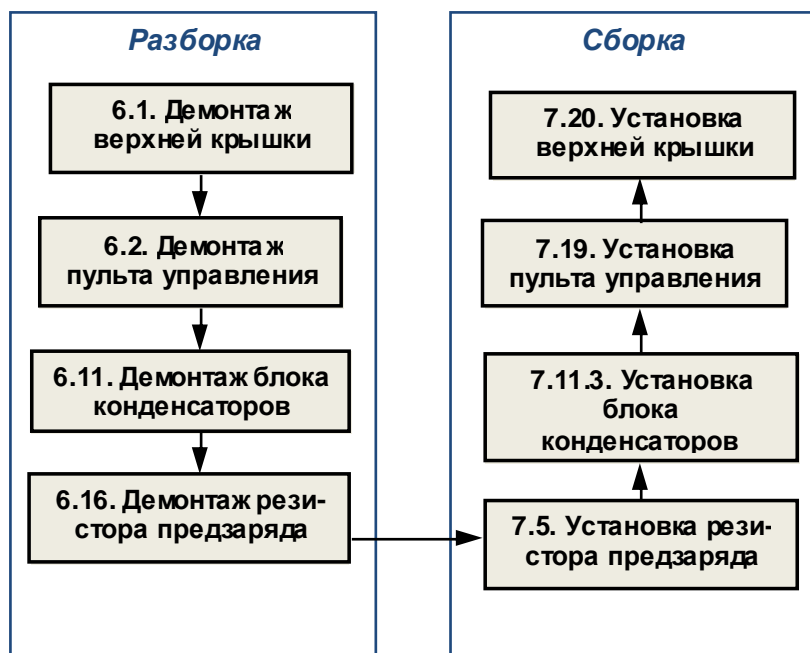 Разборка
6.1. Демонтаж
верхней крышки
6.2. Демонтаж
пульта управления
6.11. Демонтаж блока
конденсаторов
6.16. Демонтаж рези-
стора предзаряда
Сборка
7.20. Установка
верхней крышки
7.19. Установка
пульта управления
7.11.3. Установка
блока
конденсаторов
7.5. Установка рези-
стора предзаряда